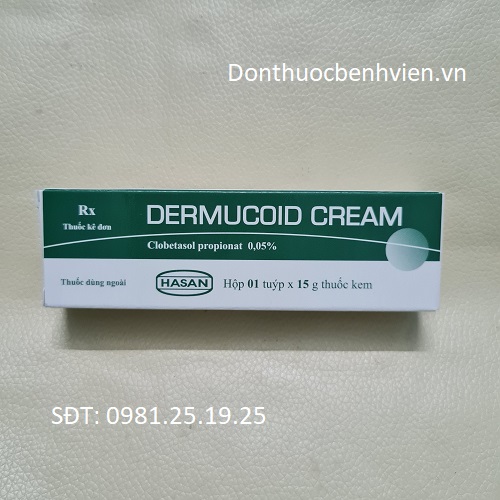 Donthuocbenhvien.vn
Rx
Thuốc kê đơn
DERMUCOID CREAM
Clobetasol propionat 0,05%
Thuốc dùng ngoài
HASAN
Hộp 01 tuýp x 15 g thuốc kem
SĐT: 0981.25.19.25